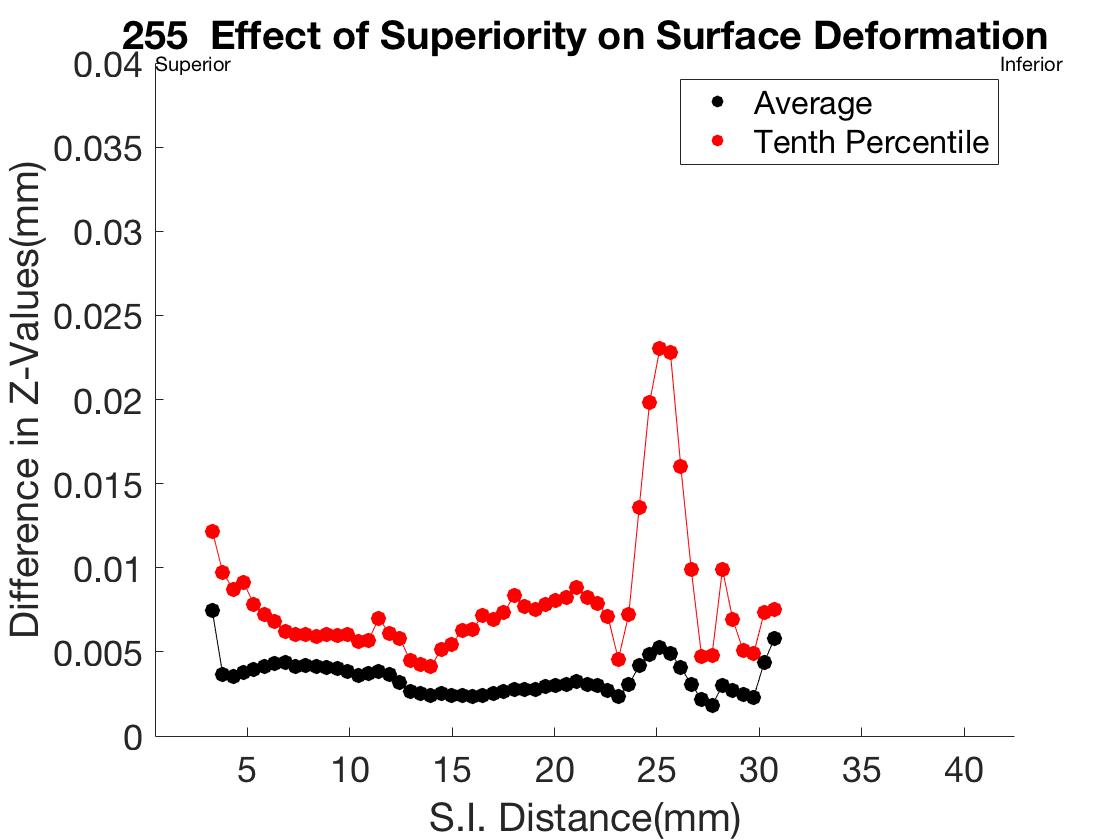 255  Effect of Superiority on Surface Deformation
Superior
Inferior
Average
Tenth Percentile
Difference in Z-Values(mm)
0.04
0.035
0.03
0.025
0.02
0.015
0.01
0.005
0
5 10 15 20 25 30 35 40
S.I. Distance(mm)